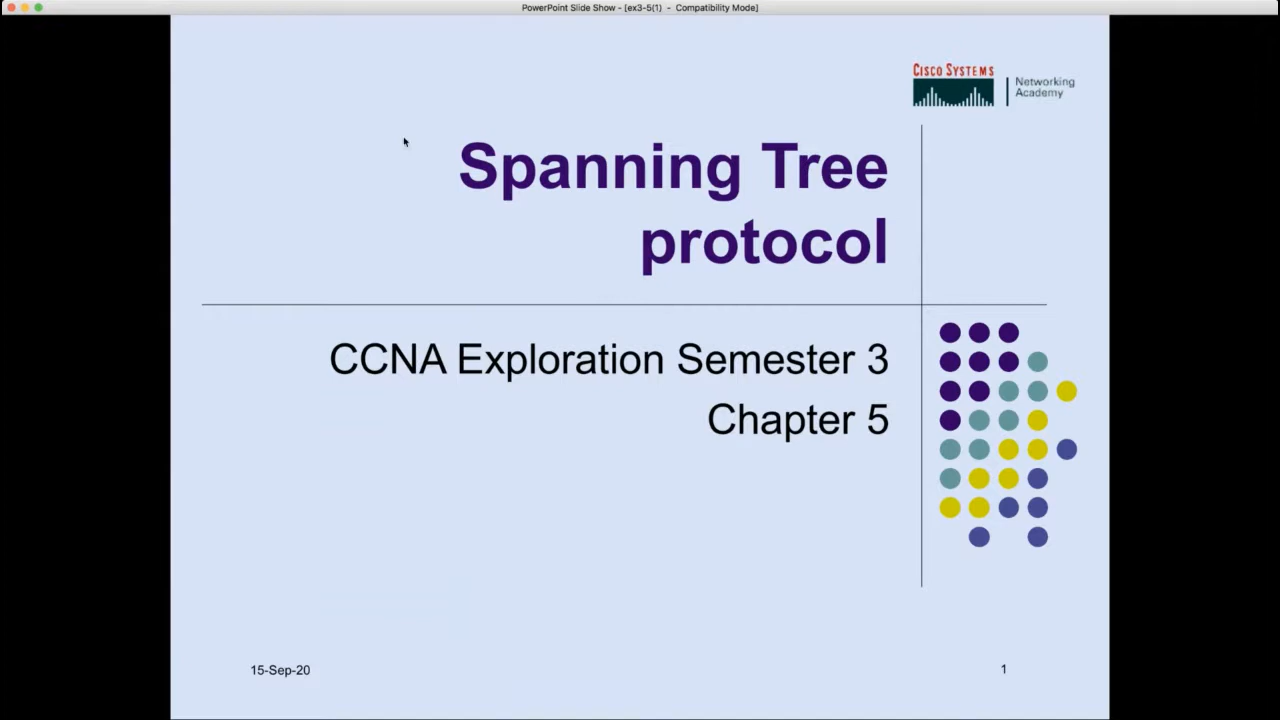 PowerPoint Slide Show - [ex3-5(1) - Compatibility Mode]
CISCO SYSTEMS
Networking
Academy
Spanning Tree
protocol
CCNA Exploration Semester 3
Chapter 5
15-Sep-20
1